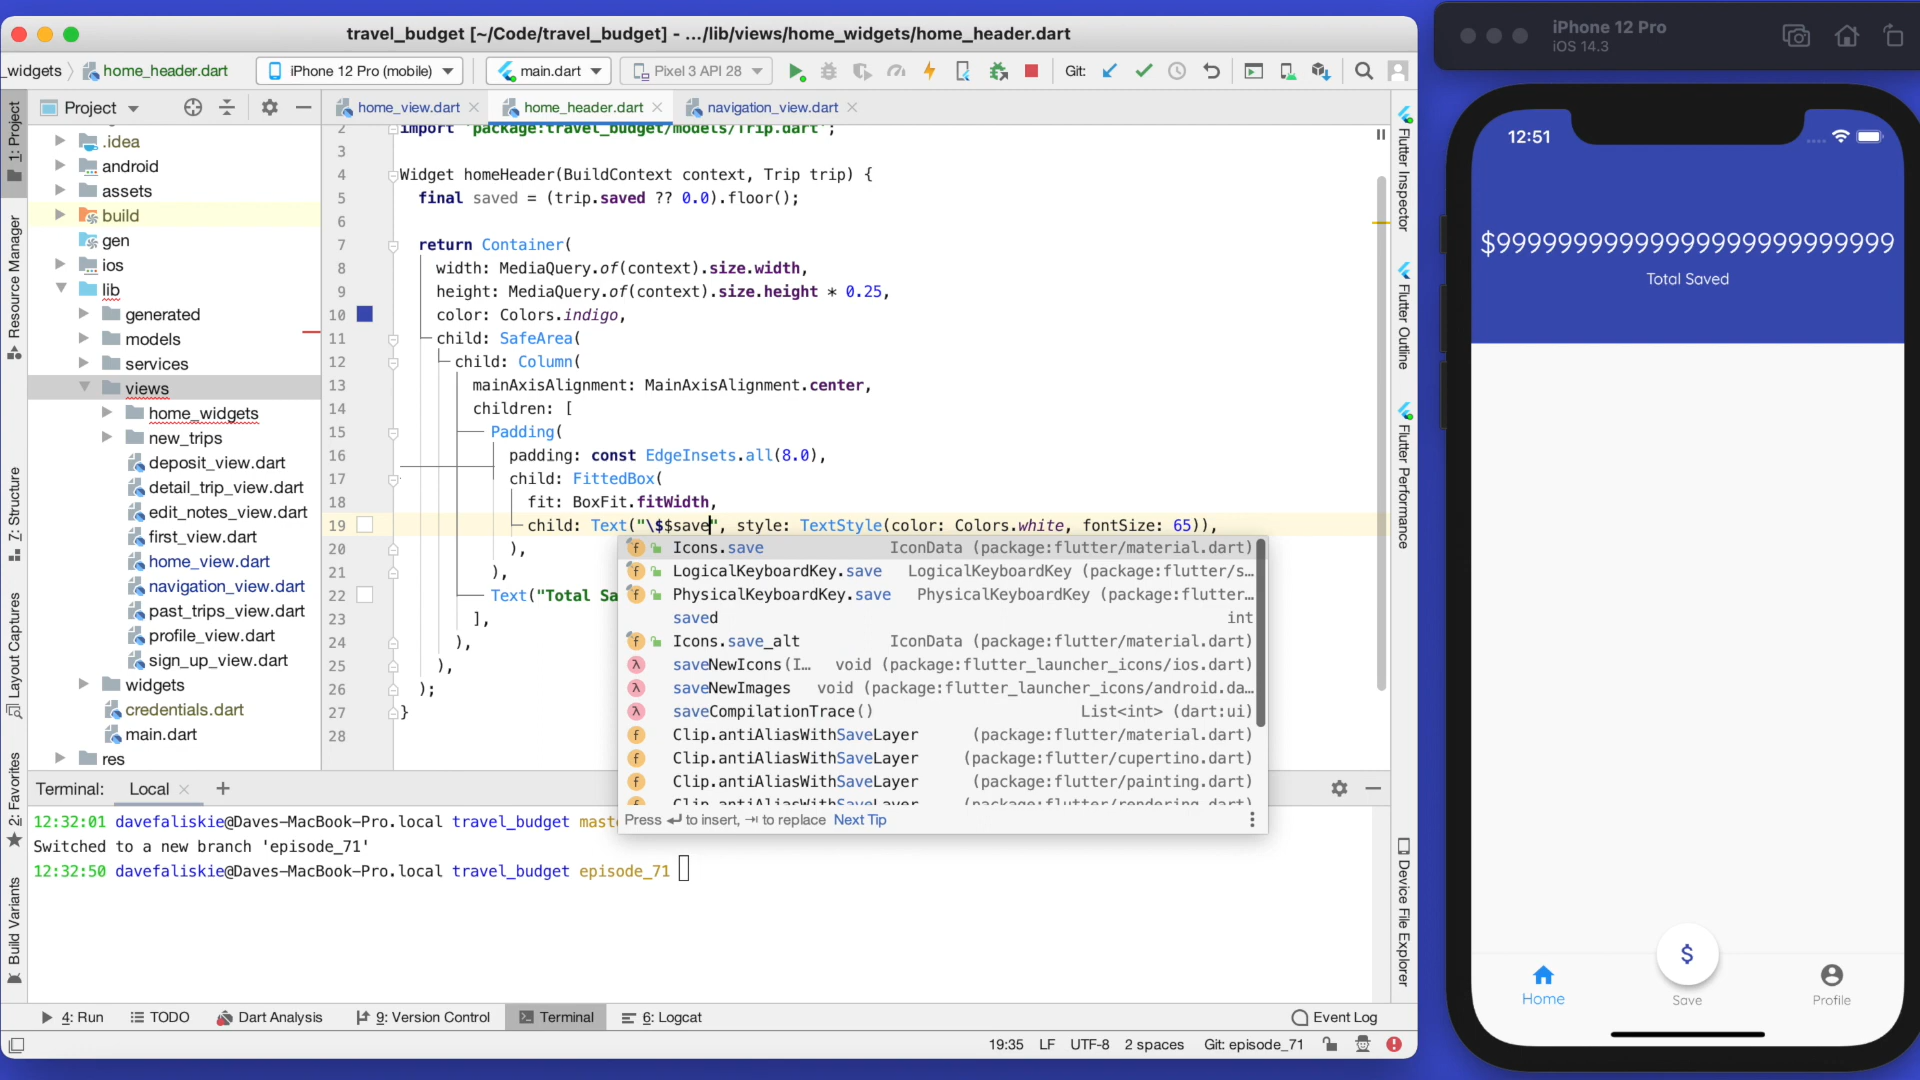 travel_budget [~/Code/travel_budget] - .../lib/views/home_widgets/home_header.dart
_widgets
home_header.dart
iPhone 12 Pro (mobile)
main.dart
Pixel 3 API 28
Git:
Project
home_view.dart
home_header.dart
navigation_view.dart
1: Project
Resource Manager
7: Structure
Layout Captures
2: Favorites
Build Variants
.idea
android
assets
build
gen
ios
lib
generated
models
services
views
home_widgets
new_trips
deposit_view.dart
detail_trip_view.dart
edit_notes_view.dart
first_view.dart
home_view.dart
navigation_view.dart
past_trips_view.dart
profile_view.dart
sign_up_view.dart
widgets
credentials.dart
main.dart
res
2 import 'package:travel_budget/models/Trip.dart';
3
4 Widget homeHeader(BuildContext context, Trip trip) {
5 final saved = (trip.saved ?? 0.0).floor();
6
7 return Container(
8 width: MediaQuery.of(context).size.width,
9 height: MediaQuery.of(context).size.height * 0.25,
10 color: Colors.indigo,
11 child: SafeArea(
12 child: Column(
13 mainAxisAlignment: MainAxisAlignment.center,
14 children: [
15 Padding(
16 padding: const EdgeInsets.all(8.0),
17 child: FittedBox(
18 fit: BoxFit.fitWidth,
19 child: Text("\$$save", style: TextStyle(color: Colors.white, fontSize: 65)),
20 ),
21 ),
22 Text("Total Sa
23 ],
24 ),
25 ),
26 );
27 }
28
Icons.save IconData (package:flutter/material.dart)
LogicalKeyboardKey.save LogicalKeyboardKey (package:flutter/s...
PhysicalKeyboardKey.save PhysicalKeyboardKey (package:flutter...
saved int
Icons.save_alt IconData (package:flutter/material.dart)
saveNewIcons(I... void (package:flutter_launcher_icons/ios.dart)
saveNewImages void (package:flutter_launcher_icons/android.da...
saveCompilationTrace() List<int> (dart:ui)
Clip.antiAliasWithSaveLayer (package:flutter/material.dart)
Clip.antiAliasWithSaveLayer (package:flutter/cupertino.dart)
Clip.antiAliasWithSaveLayer (package:flutter/painting.dart)
Clip.antiAliasWithSaveLayer (package:flutter/rendering.dart)
Press ↵ to insert, ⇥ to replace Next Tip
Flutter Inspector
Flutter Outline
Flutter Performance
Device File Explorer
Terminal: Local
12:32:01 davefaliskie@Daves-MacBook-Pro.local travel_budget mast
Switched to a new branch 'episode_71'
12:32:50 davefaliskie@Daves-MacBook-Pro.local travel_budget episode_71
4: Run
TODO
Dart Analysis
9: Version Control
Terminal
6: Logcat
Event Log
19:35 LF UTF-8 2 spaces Git: episode_71
iPhone 12 Pro
iOS 14.3
12:51
Total Saved
$
Home
Save
Profile